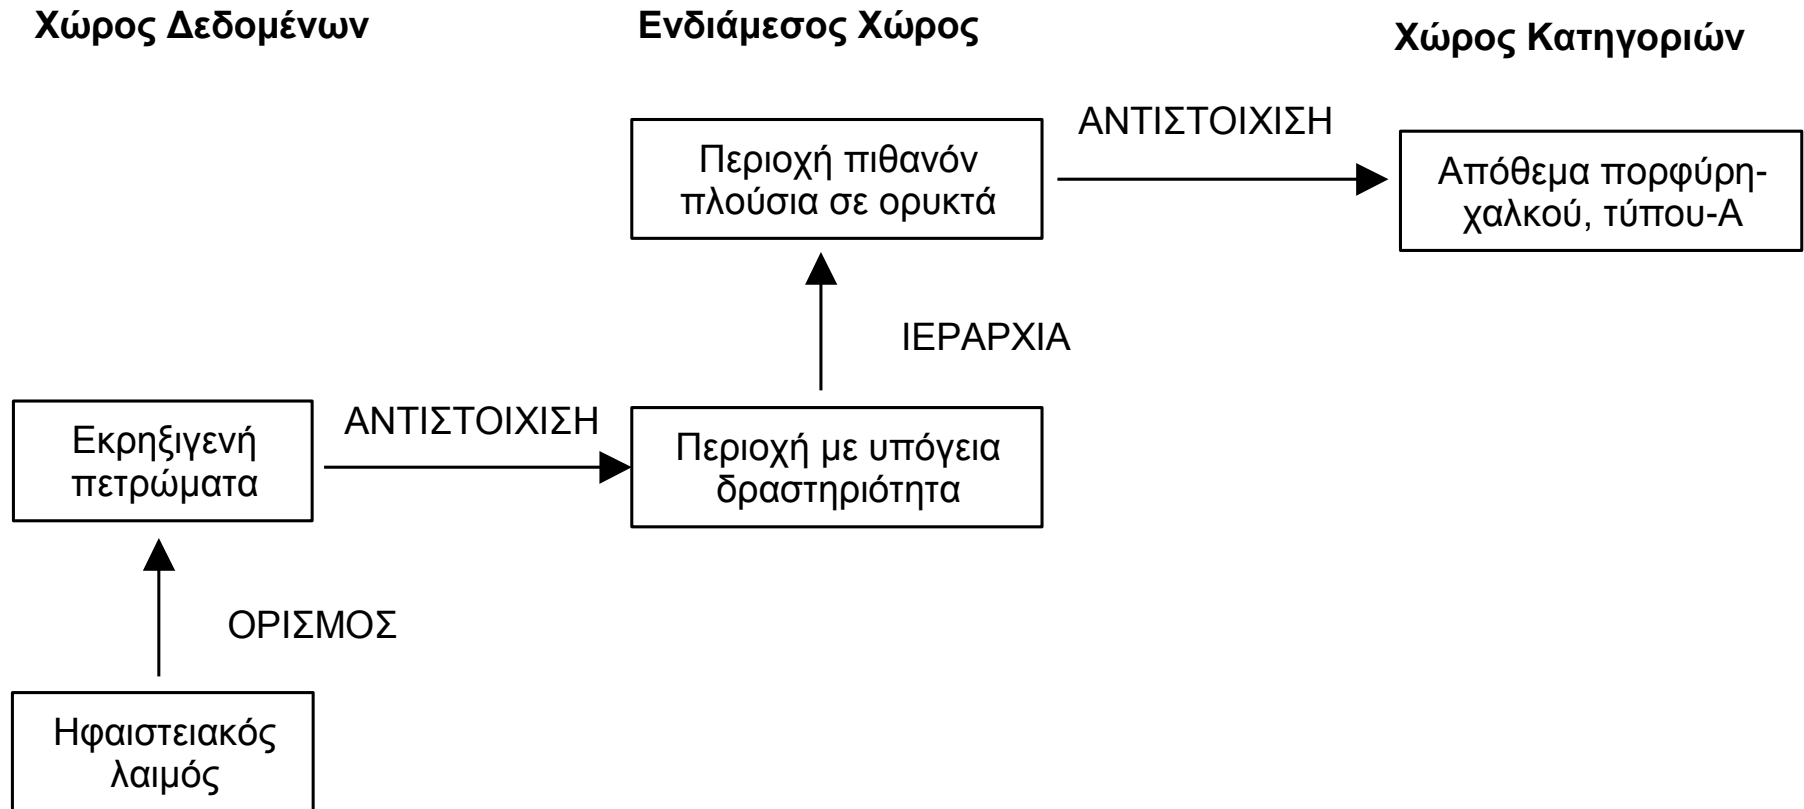 Χώρος Δεδομένων
Ενδιάμεσος Χώρος
Χώρος Κατηγοριών
Περιοχή πιθανόν
πλούσια σε ορυκτά
ΑΝΤΙΣΤΟΙΧΙΣΗ
Απόθεμα πορφύρη-
χαλκού, τύπου-Α
ΙΕΡΑΡΧΙΑ
Εκρηξιγενή
πετρώματα
ΑΝΤΙΣΤΟΙΧΙΣΗ
Περιοχή με υπόγεια
δραστηριότητα
ΟΡΙΣΜΟΣ
Ηφαιστειακός
λαιμός